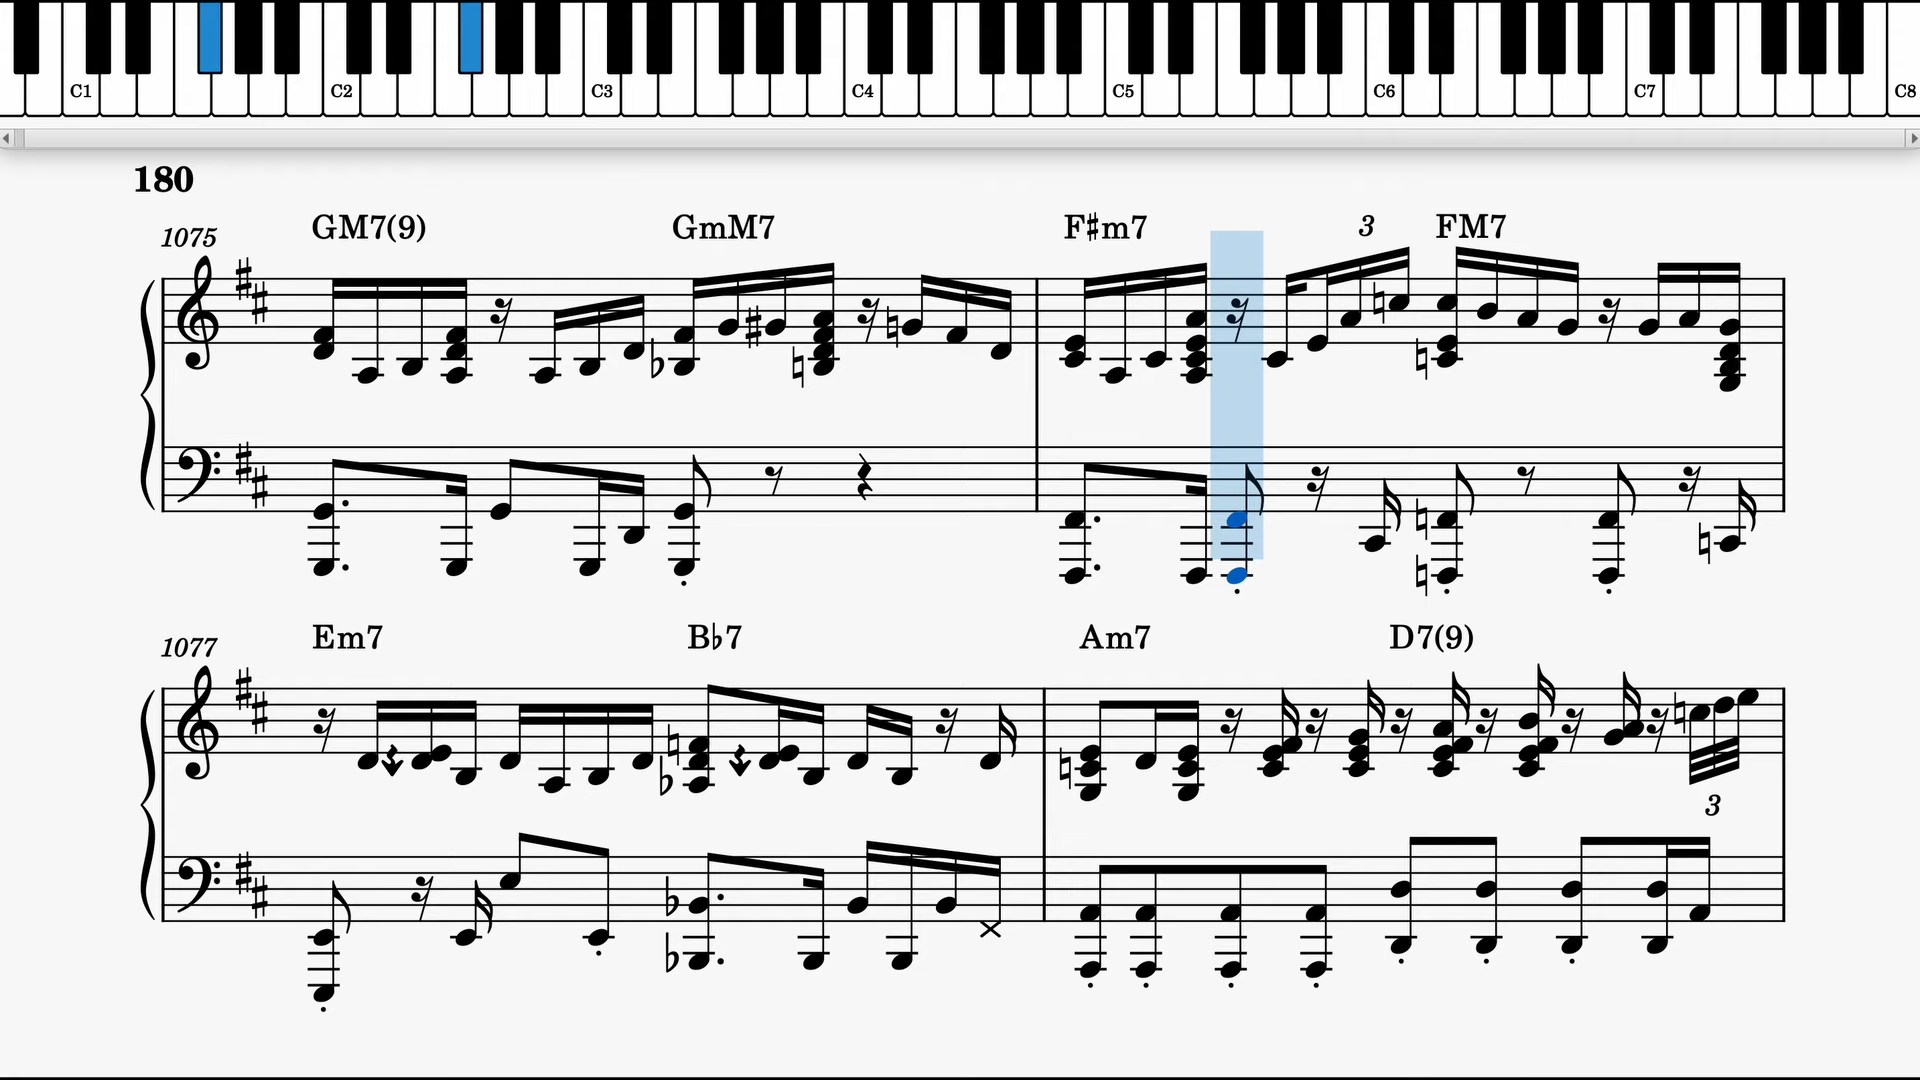 C1 C2 C3 C4 C5 C6 C7 C8
180
1075 GM7(9) GmM7 F♯m7 3 FM7
1077 Em7 B♭7 Am7 D7(9)
3